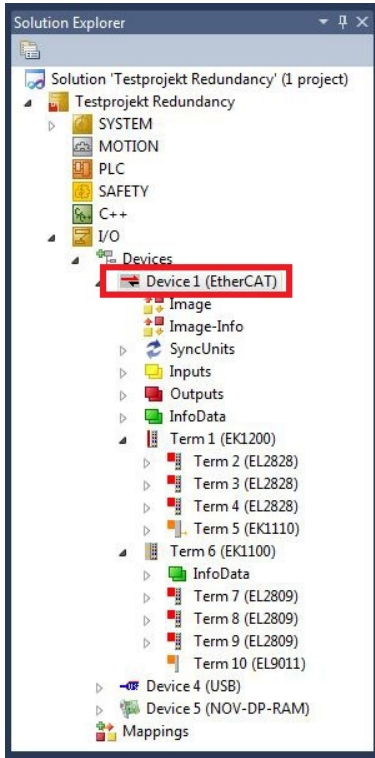 Solution Explorer
Solution 'Testprojekt Redundancy' (1 project)
Testprojekt Redundancy
SYSTEM
MOTION
PLC
SAFETY
C++
I/O
Devices
Device 1 (EtherCAT)
Image
Image-Info
SyncUnits
Inputs
Outputs
InfoData
Term 1 (EK1200)
Term 2 (EL2828)
Term 3 (EL2828)
Term 4 (EL2828)
Term 5 (EK1110)
Term 6 (EK1100)
InfoData
Term 7 (EL2809)
Term 8 (EL2809)
Term 9 (EL2809)
Term 10 (EL9011)
Device 4 (USB)
Device 5 (NOV-DP-RAM)
Mappings